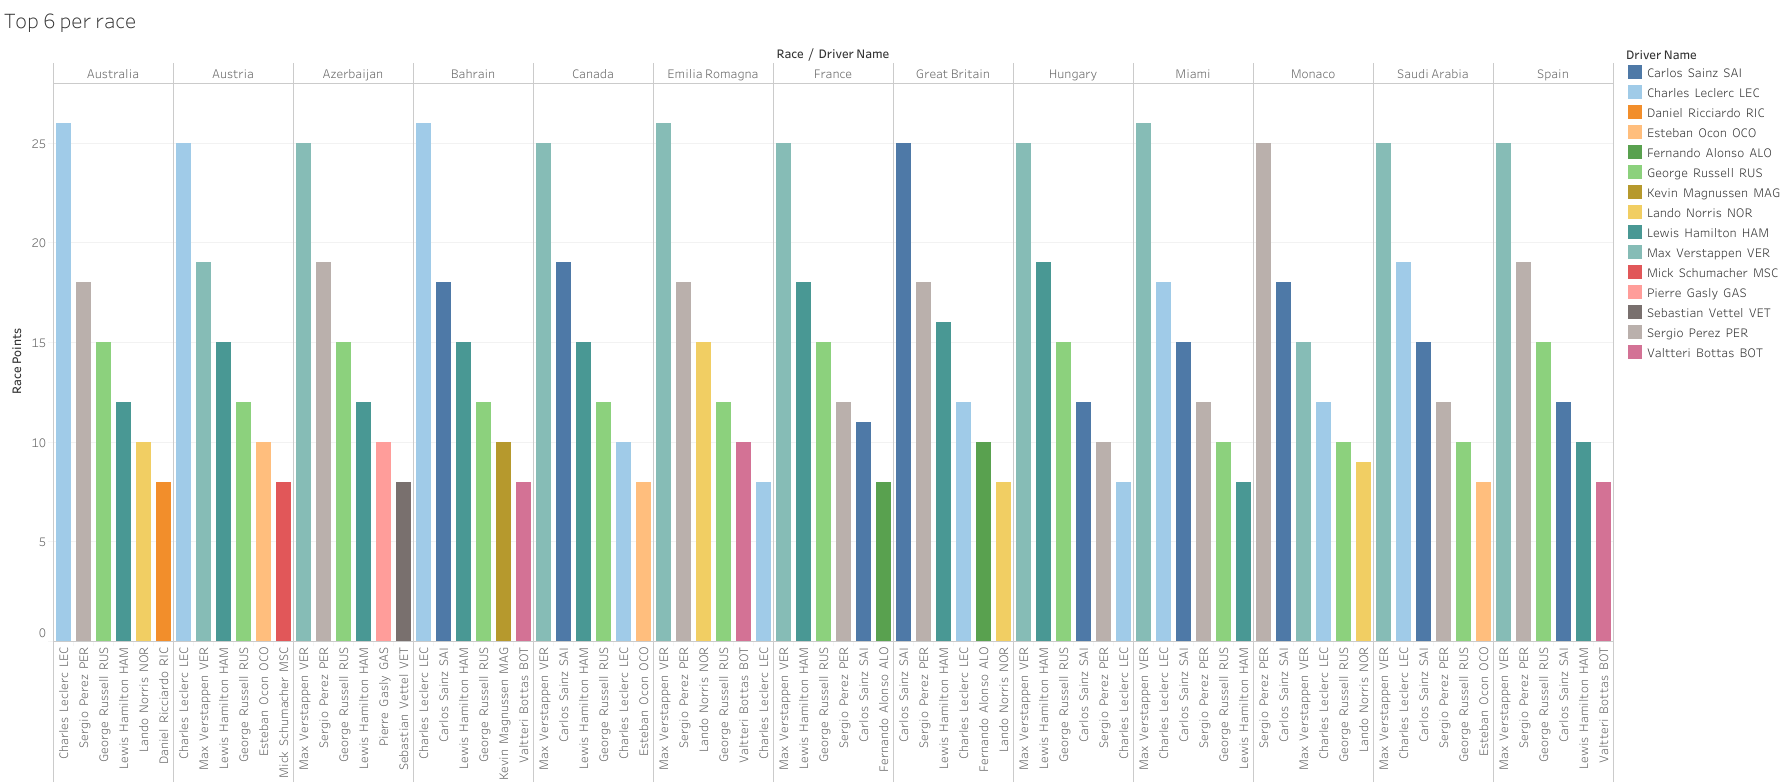 Top 6 per race
Race / Driver Name
Australia Austria Azerbaijan Bahrain Canada Emilia Romagna France Great Britain Hungary Miami Monaco Saudi Arabia Spain
Race Points
25
20
15
10
5
0
Charles Leclerc LEC
Sergio Perez PER
George Russell RUS
Lewis Hamilton HAM
Lando Norris NOR
Daniel Ricciardo RIC
Charles Leclerc LEC
Max Verstappen VER
Lewis Hamilton HAM
George Russell RUS
Esteban Ocon OCO
Mick Schumacher MSC
Max Verstappen VER
Sergio Perez PER
George Russell RUS
Lewis Hamilton HAM
Pierre Gasly GAS
Sebastian Vettel VET
Charles Leclerc LEC
Carlos Sainz SAI
Lewis Hamilton HAM
George Russell RUS
Kevin Magnussen MAG
Valtteri Bottas BOT
Max Verstappen VER
Carlos Sainz SAI
Lewis Hamilton HAM
George Russell RUS
Charles Leclerc LEC
Esteban Ocon OCO
Max Verstappen VER
Sergio Perez PER
Lando Norris NOR
George Russell RUS
Valtteri Bottas BOT
Charles Leclerc LEC
Max Verstappen VER
Lewis Hamilton HAM
George Russell RUS
Sergio Perez PER
Carlos Sainz SAI
Fernando Alonso ALO
Carlos Sainz SAI
Sergio Perez PER
Lewis Hamilton HAM
Charles Leclerc LEC
Fernando Alonso ALO
Lando Norris NOR
Max Verstappen VER
Lewis Hamilton HAM
George Russell RUS
Carlos Sainz SAI
Sergio Perez PER
Charles Leclerc LEC
Max Verstappen VER
Charles Leclerc LEC
Carlos Sainz SAI
Sergio Perez PER
George Russell RUS
Lewis Hamilton HAM
Sergio Perez PER
Carlos Sainz SAI
Max Verstappen VER
Charles Leclerc LEC
George Russell RUS
Lando Norris NOR
Max Verstappen VER
Charles Leclerc LEC
Carlos Sainz SAI
Sergio Perez PER
George Russell RUS
Esteban Ocon OCO
Max Verstappen VER
Sergio Perez PER
George Russell RUS
Carlos Sainz SAI
Lewis Hamilton HAM
Valtteri Bottas BOT
Driver Name
Carlos Sainz SAI
Charles Leclerc LEC
Daniel Ricciardo RIC
Esteban Ocon OCO
Fernando Alonso ALO
George Russell RUS
Kevin Magnussen MAG
Lando Norris NOR
Lewis Hamilton HAM
Max Verstappen VER
Mick Schumacher MSC
Pierre Gasly GAS
Sebastian Vettel VET
Sergio Perez PER
Valtteri Bottas BOT